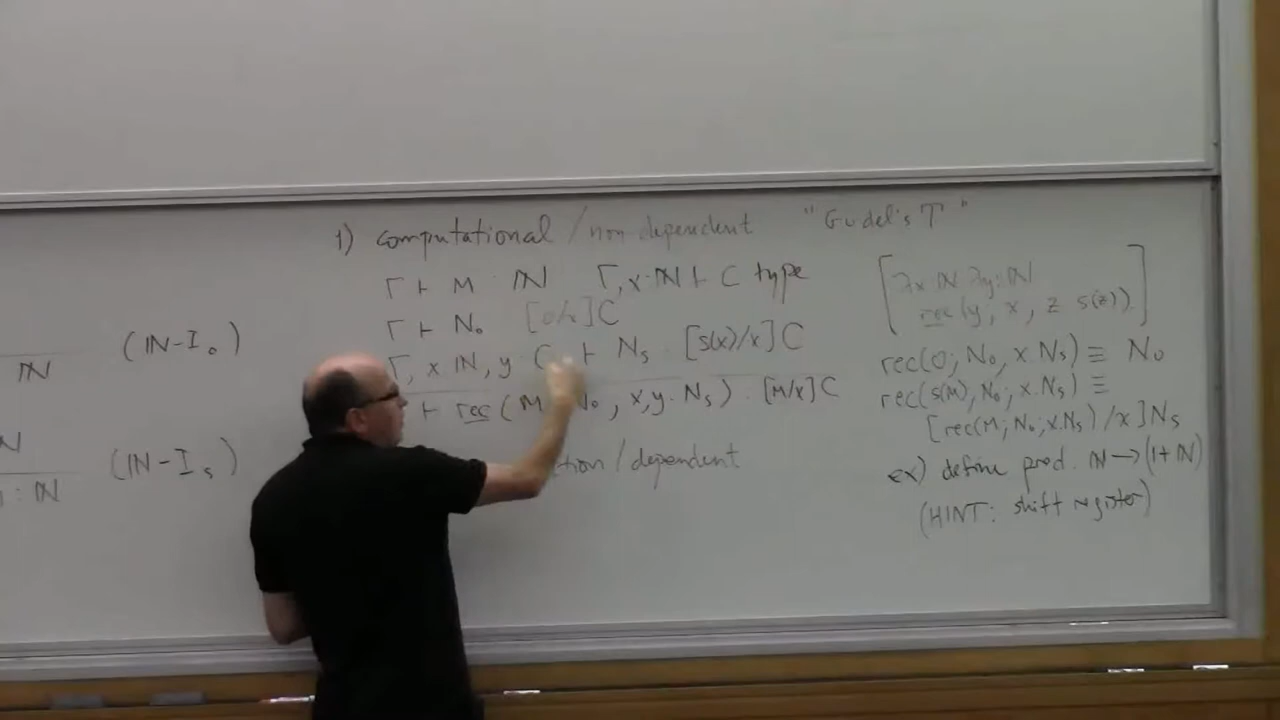 1) computational / non dependent "Gödel's T"
Γ ⊢ M : ℕ Γ, x:ℕ ⊢ C type
Γ ⊢ N₀ [0/x]C
Γ, x ℕ, y : C ⊢ Nₛ : [s(x)/x]C
⊢ rec(M N₀, x,y. Nₛ) : [M/x]C
tion / dependent
ℕ (ℕ-I₀)
ℕ (ℕ-Iₛ)
: ℕ
[λx ℕ λy:ℕ
rec(y; x, z s(z))]
rec(0; N₀, x Nₛ) ≡ N₀
rec(s(M), N₀; x.Nₛ) ≡
[rec(M; N₀; x.Nₛ)/x]Nₛ
ex) define pred. ℕ → (1+ℕ)
(HINT: shift register)